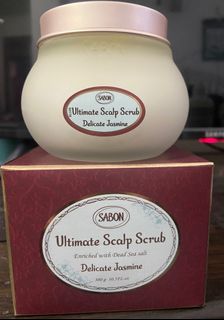 SABON
Ultimate Scalp Scrub
Delicate Jasmine
SABON
Ultimate Scalp Scrub
Enriched with Dead Sea salt
Delicate Jasmine